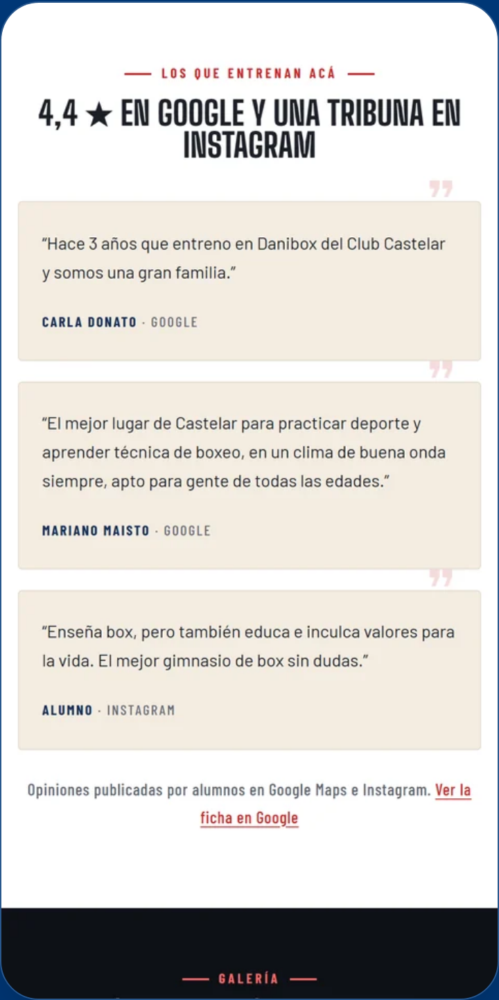 LOS QUE ENTRENAN ACÁ
4,4 ★ EN GOOGLE Y UNA TRIBUNA EN
INSTAGRAM
”
“Hace 3 años que entreno en Danibox del Club Castelar
y somos una gran familia.”
CARLA DONATO · GOOGLE
”
“El mejor lugar de Castelar para practicar deporte y
aprender técnica de boxeo, en un clima de buena onda
siempre, apto para gente de todas las edades.”
MARIANO MAISTO · GOOGLE
”
“Enseña box, pero también educa e inculca valores para
la vida. El mejor gimnasio de box sin dudas.”
ALUMNO · INSTAGRAM
Opiniones publicadas por alumnos en Google Maps e Instagram. Ver la
ficha en Google
GALERÍA